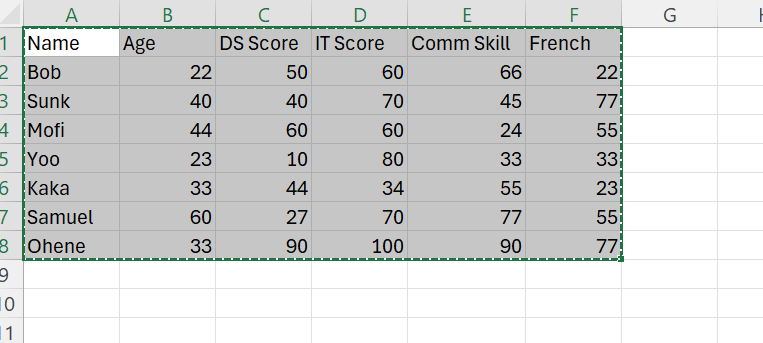 A B C D E F G
1 Name Age DS Score IT Score Comm Skill French
2 Bob 22 50 60 66 22
3 Sunk 40 40 70 45 77
4 Mofi 44 60 60 24 55
5 Yoo 23 10 80 33 33
6 Kaka 33 44 34 55 23
7 Samuel 60 27 70 77 55
8 Ohene 33 90 100 90 77
9
10
11